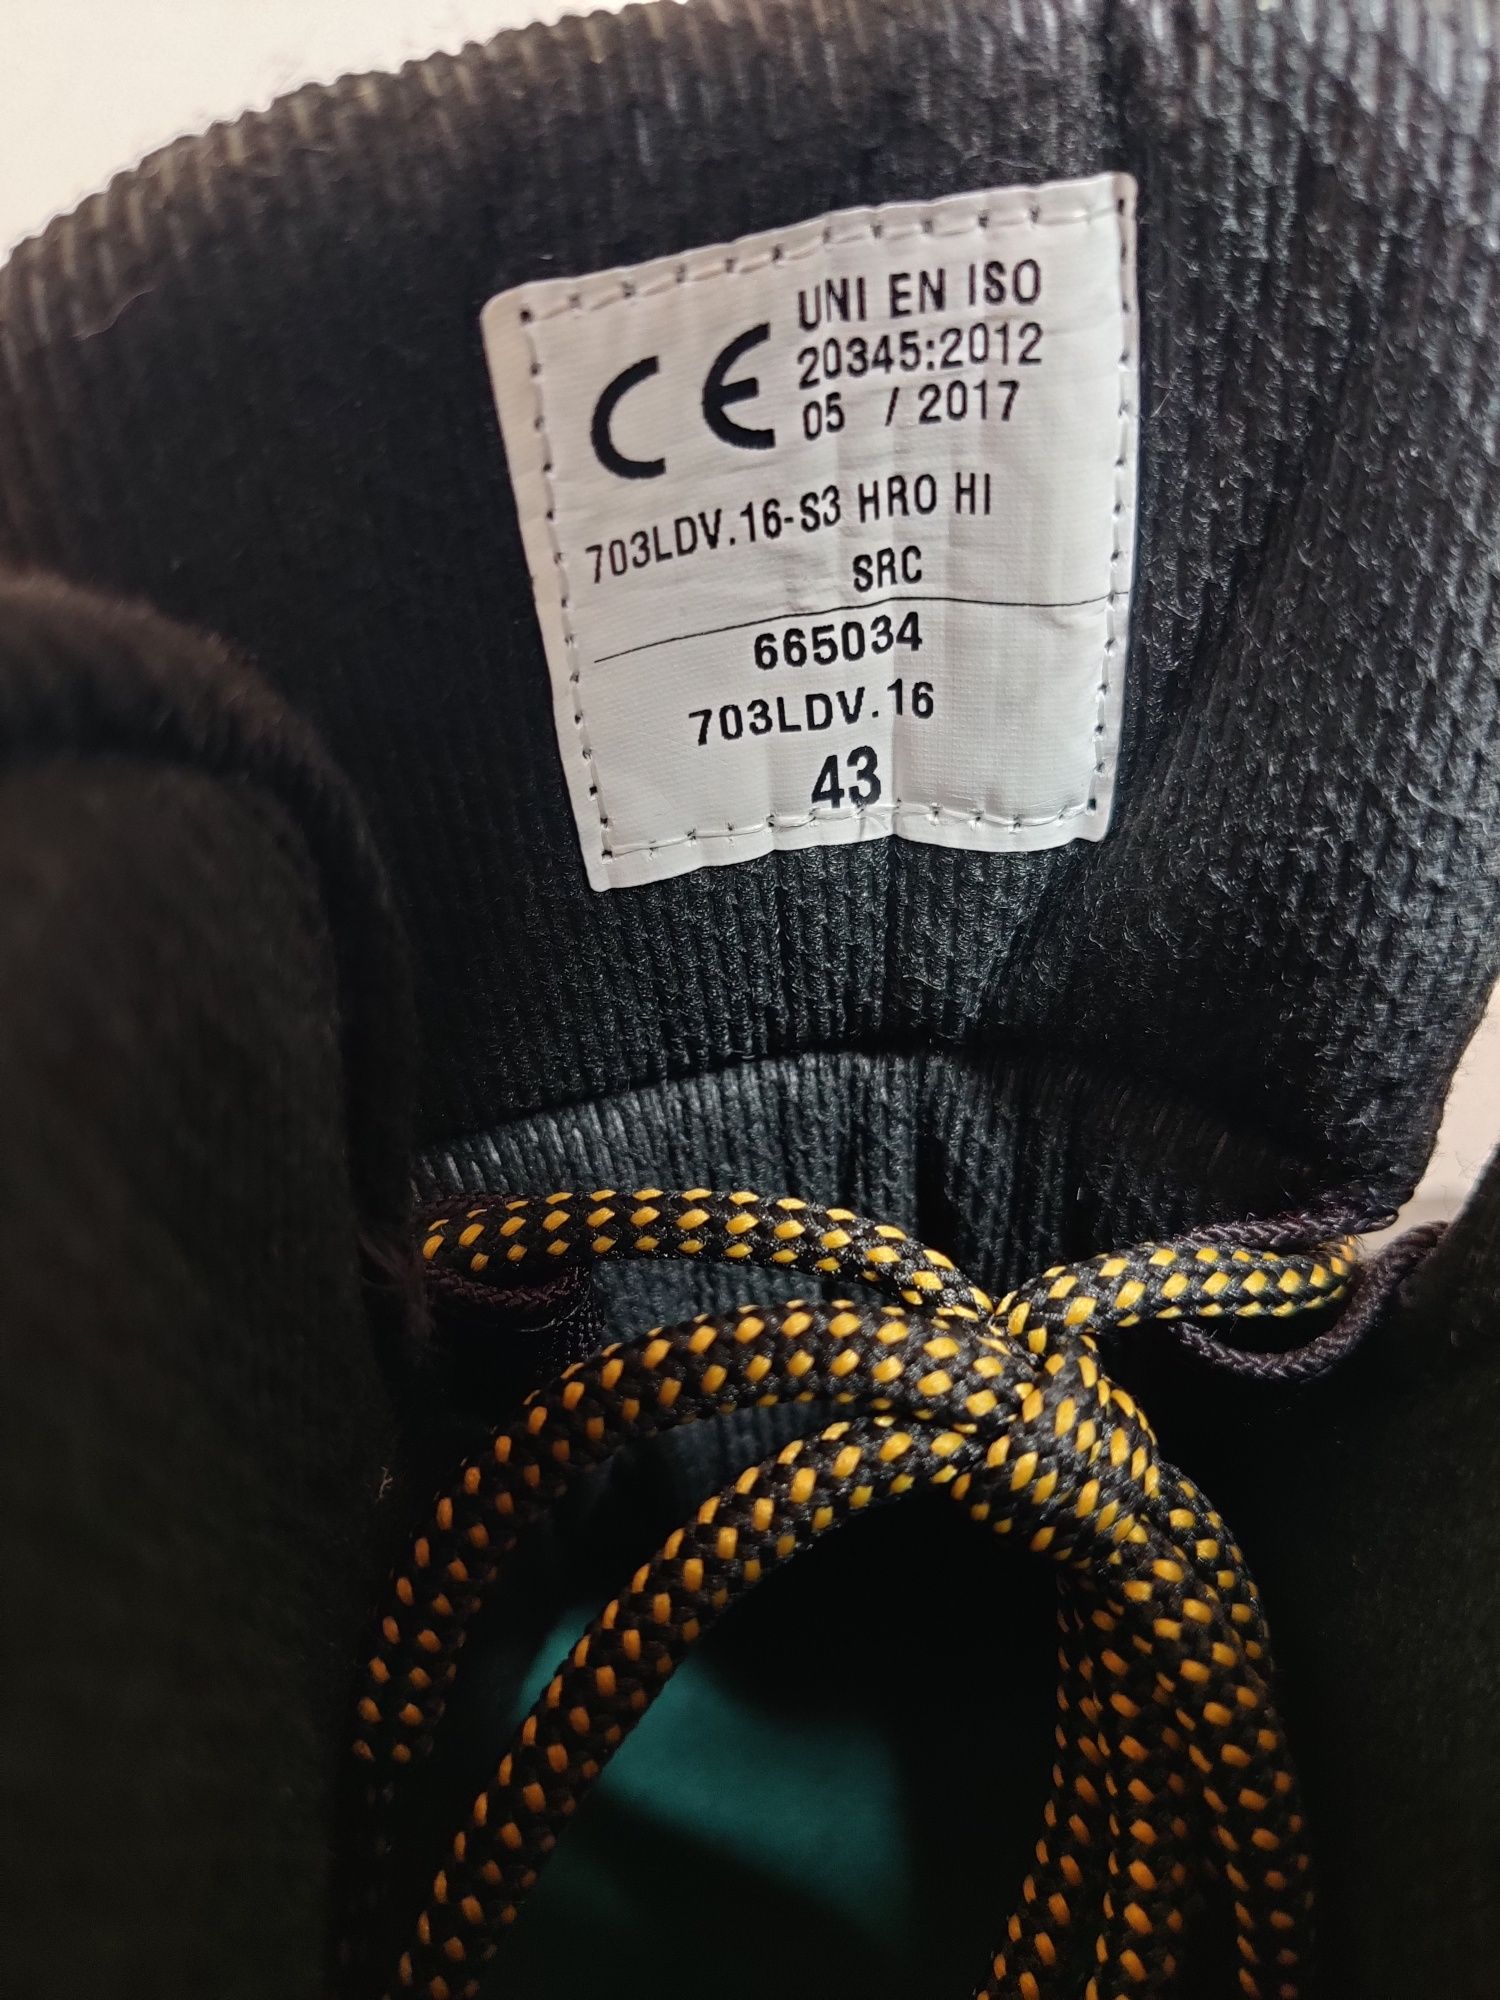 CE
UNI EN ISO
20345:2012
05 / 2017
703LDV.16-S3 HRO HI
SRC
665034
703LDV.16
43